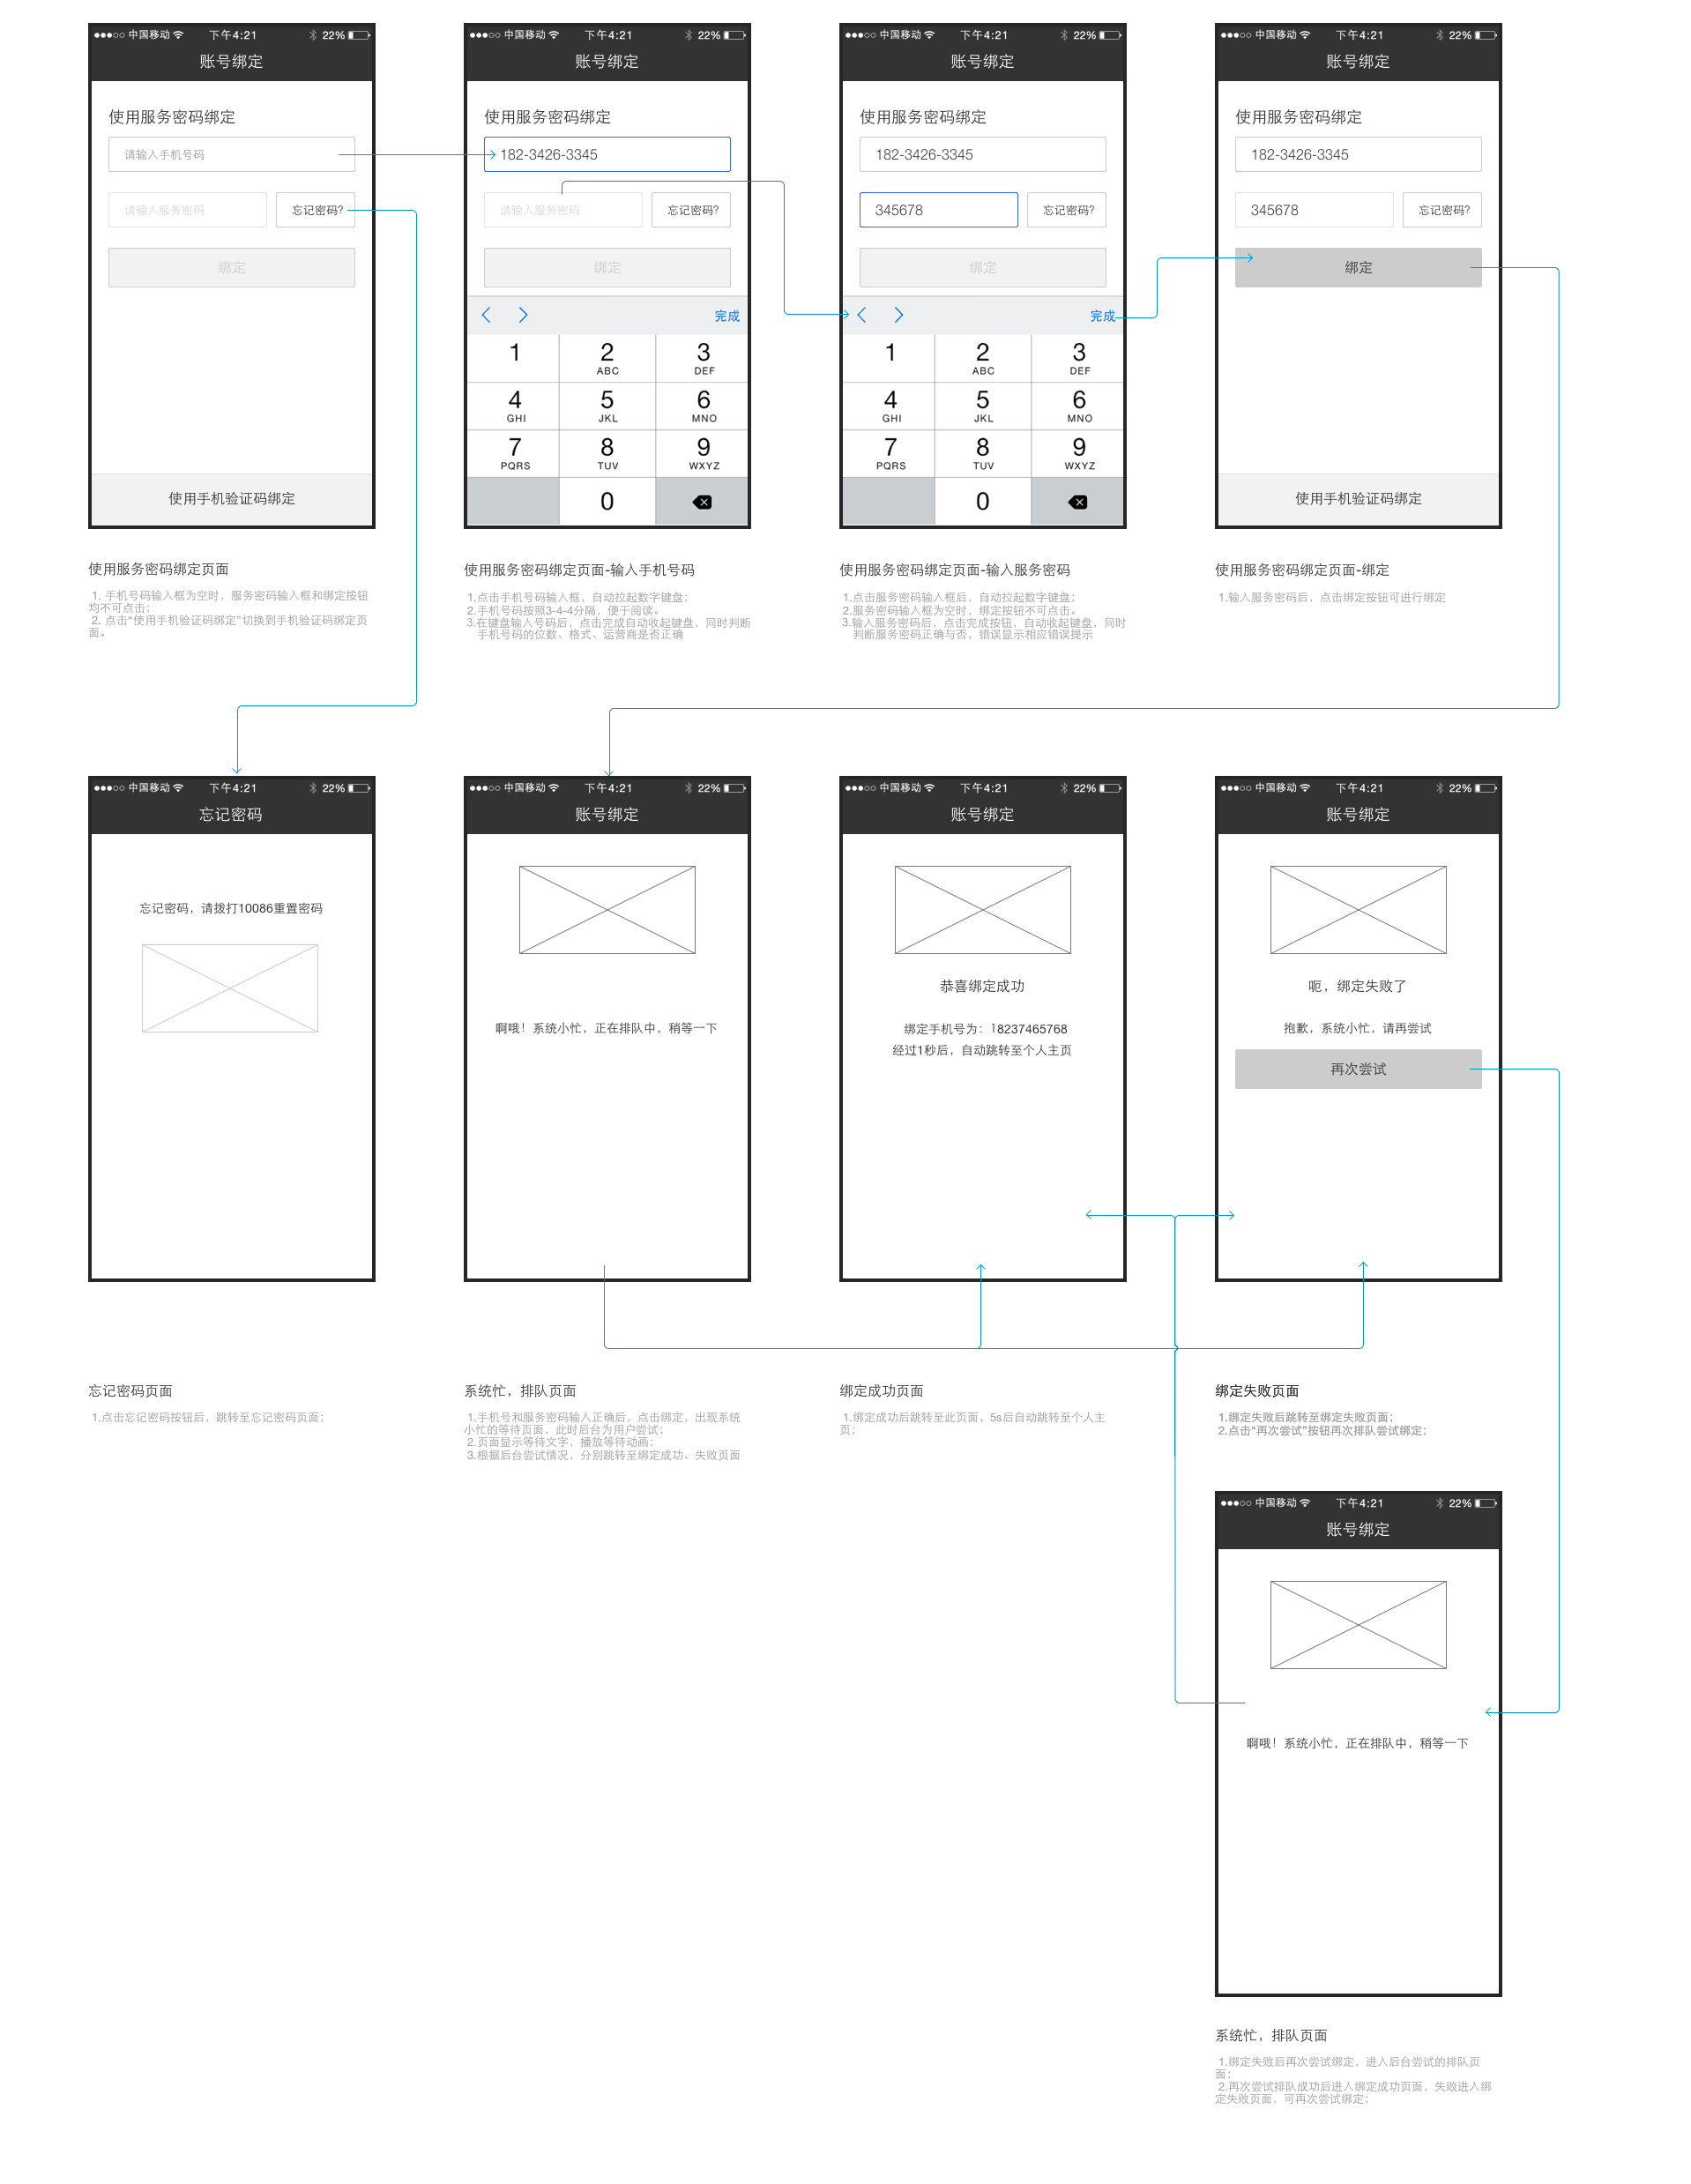 中国移动 下午4:21 22%
账号绑定
使用服务密码绑定
请输入手机号码
请输入服务密码 忘记密码?
绑定
使用手机验证码绑定
使用服务密码绑定页面
1. 手机号码输入框为空时，服务密码输入框和绑定按钮
均不可点击；
2. 点击“使用手机验证码绑定”切换到手机验证码绑定页
面。
中国移动 下午4:21 22%
账号绑定
使用服务密码绑定
182-3426-3345
请输入服务密码 忘记密码?
绑定
完成
1 2 3
ABC DEF
4 5 6
GHI JKL MNO
7 8 9
PQRS TUV WXYZ
0
使用服务密码绑定页面-输入手机号码
1.点击手机号码输入框，自动拉起数字键盘；
2.手机号码按照3-4-4分隔，便于阅读。
3.在键盘输入号码后，点击完成自动收起键盘，同时判断
手机号码的位数、格式、运营商是否正确
中国移动 下午4:21 22%
账号绑定
使用服务密码绑定
182-3426-3345
345678 忘记密码?
绑定
完成
1 2 3
ABC DEF
4 5 6
GHI JKL MNO
7 8 9
PQRS TUV WXYZ
0
使用服务密码绑定页面-输入服务密码
1.点击服务密码输入框后，自动拉起数字键盘；
2.服务密码输入框为空时，绑定按钮不可点击。
3.输入服务密码后，点击完成按钮，自动收起键盘，同时
判断服务密码正确与否，错误显示相应错误提示
中国移动 下午4:21 22%
账号绑定
使用服务密码绑定
182-3426-3345
345678 忘记密码?
绑定
使用手机验证码绑定
使用服务密码绑定页面-绑定
1.输入服务密码后，点击绑定按钮可进行绑定
中国移动 下午4:21 22%
忘记密码
忘记密码，请拨打10086重置密码
忘记密码页面
1.点击忘记密码按钮后，跳转至忘记密码页面；
中国移动 下午4:21 22%
账号绑定
啊哦！系统小忙，正在排队中，稍等一下
系统忙，排队页面
1.手机号和服务密码输入正确后，点击绑定，出现系统
小忙的等待页面，此时后台为用户尝试；
2.页面显示等待文字，播放等待动画；
3.根据后台尝试情况，分别跳转至绑定成功、失败页面
中国移动 下午4:21 22%
账号绑定
恭喜绑定成功
绑定手机号为：18237465768
经过1秒后，自动跳转至个人主页
绑定成功页面
1.绑定成功后跳转至此页面，5s后自动跳转至个人主
页；
中国移动 下午4:21 22%
账号绑定
呃，绑定失败了
抱歉，系统小忙，请再尝试
再次尝试
绑定失败页面
1.绑定失败后跳转至绑定失败页面；
2.点击“再次尝试”按钮再次排队尝试绑定；
中国移动 下午4:21 22%
账号绑定
啊哦！系统小忙，正在排队中，稍等一下
系统忙，排队页面
1.绑定失败后再次尝试绑定，进入后台尝试的排队页
面；
2.再次尝试排队成功后进入绑定成功页面，失败进入绑
定失败页面，可再次尝试绑定；